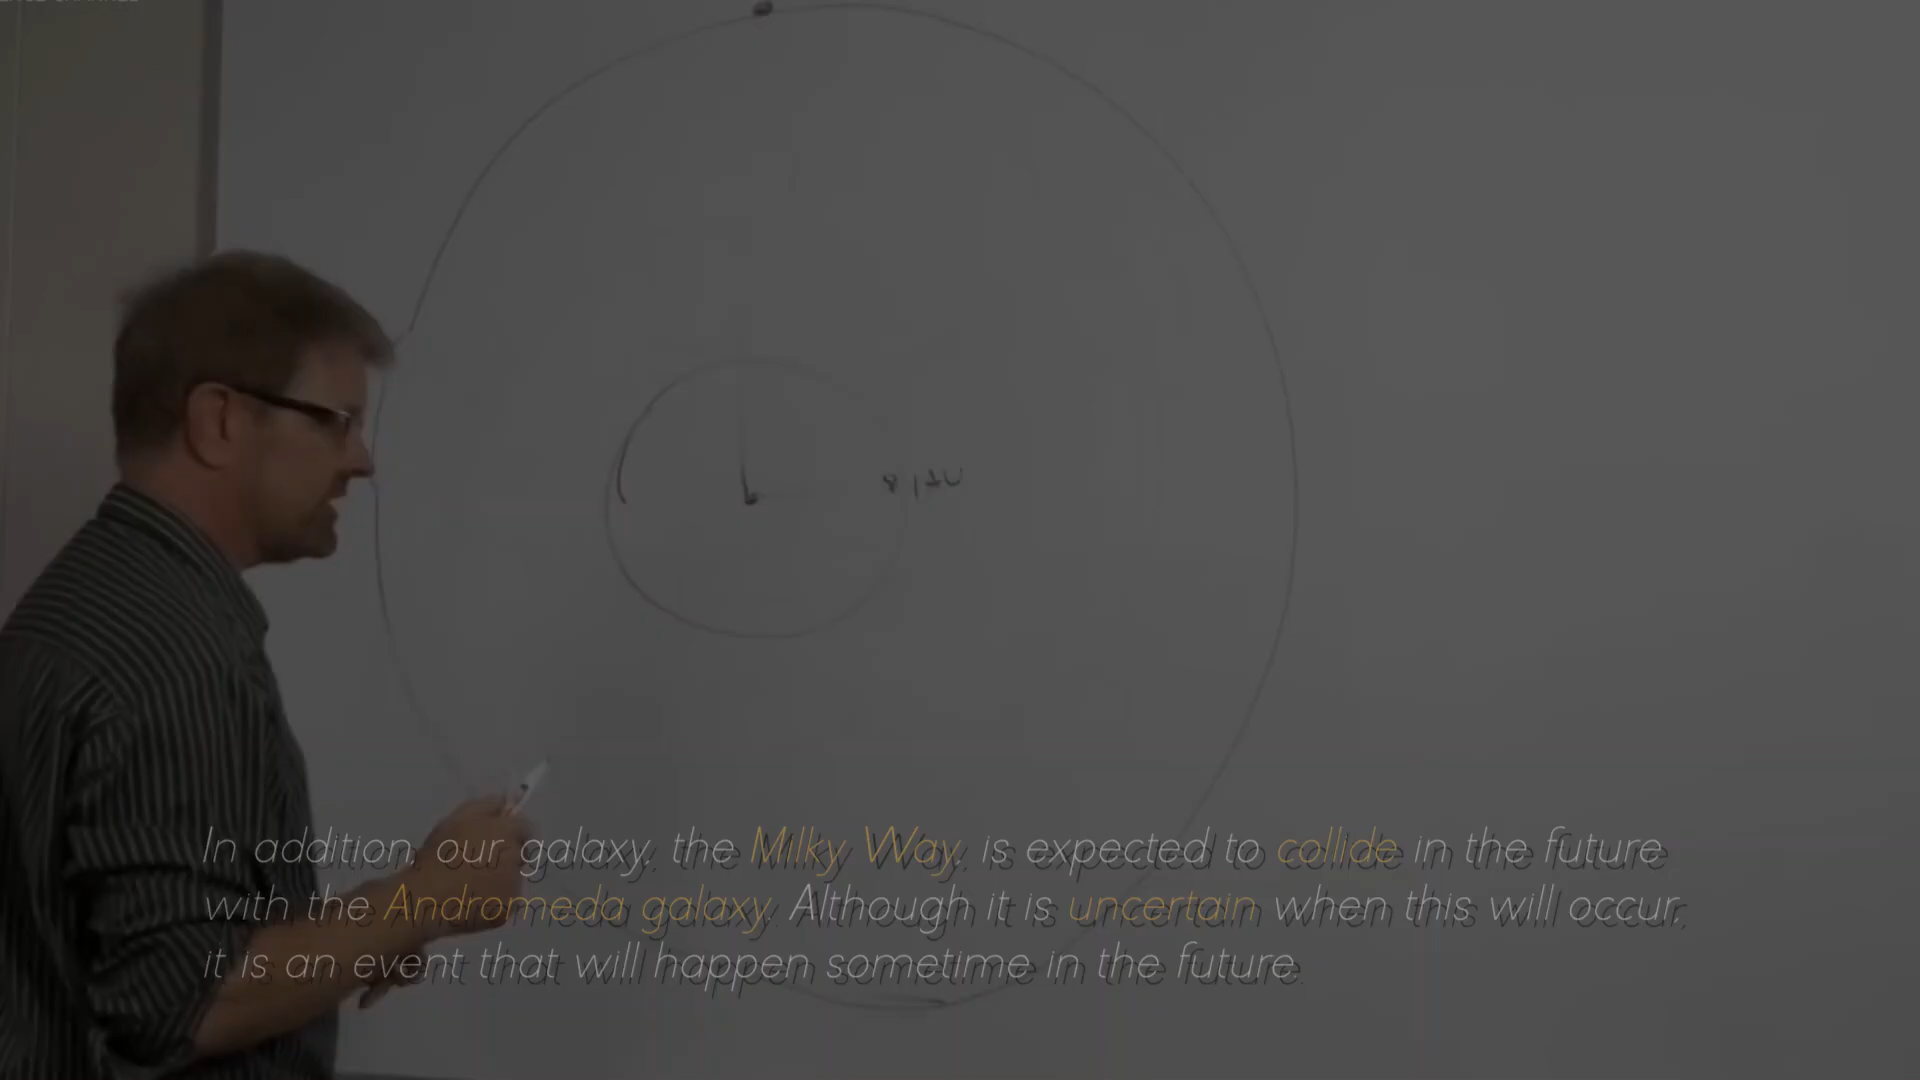 In addition, our galaxy, the Milky Way, is expected to collide in the future
with the Andromeda galaxy. Although it is uncertain when this will occur,
it is an event that will happen sometime in the future.